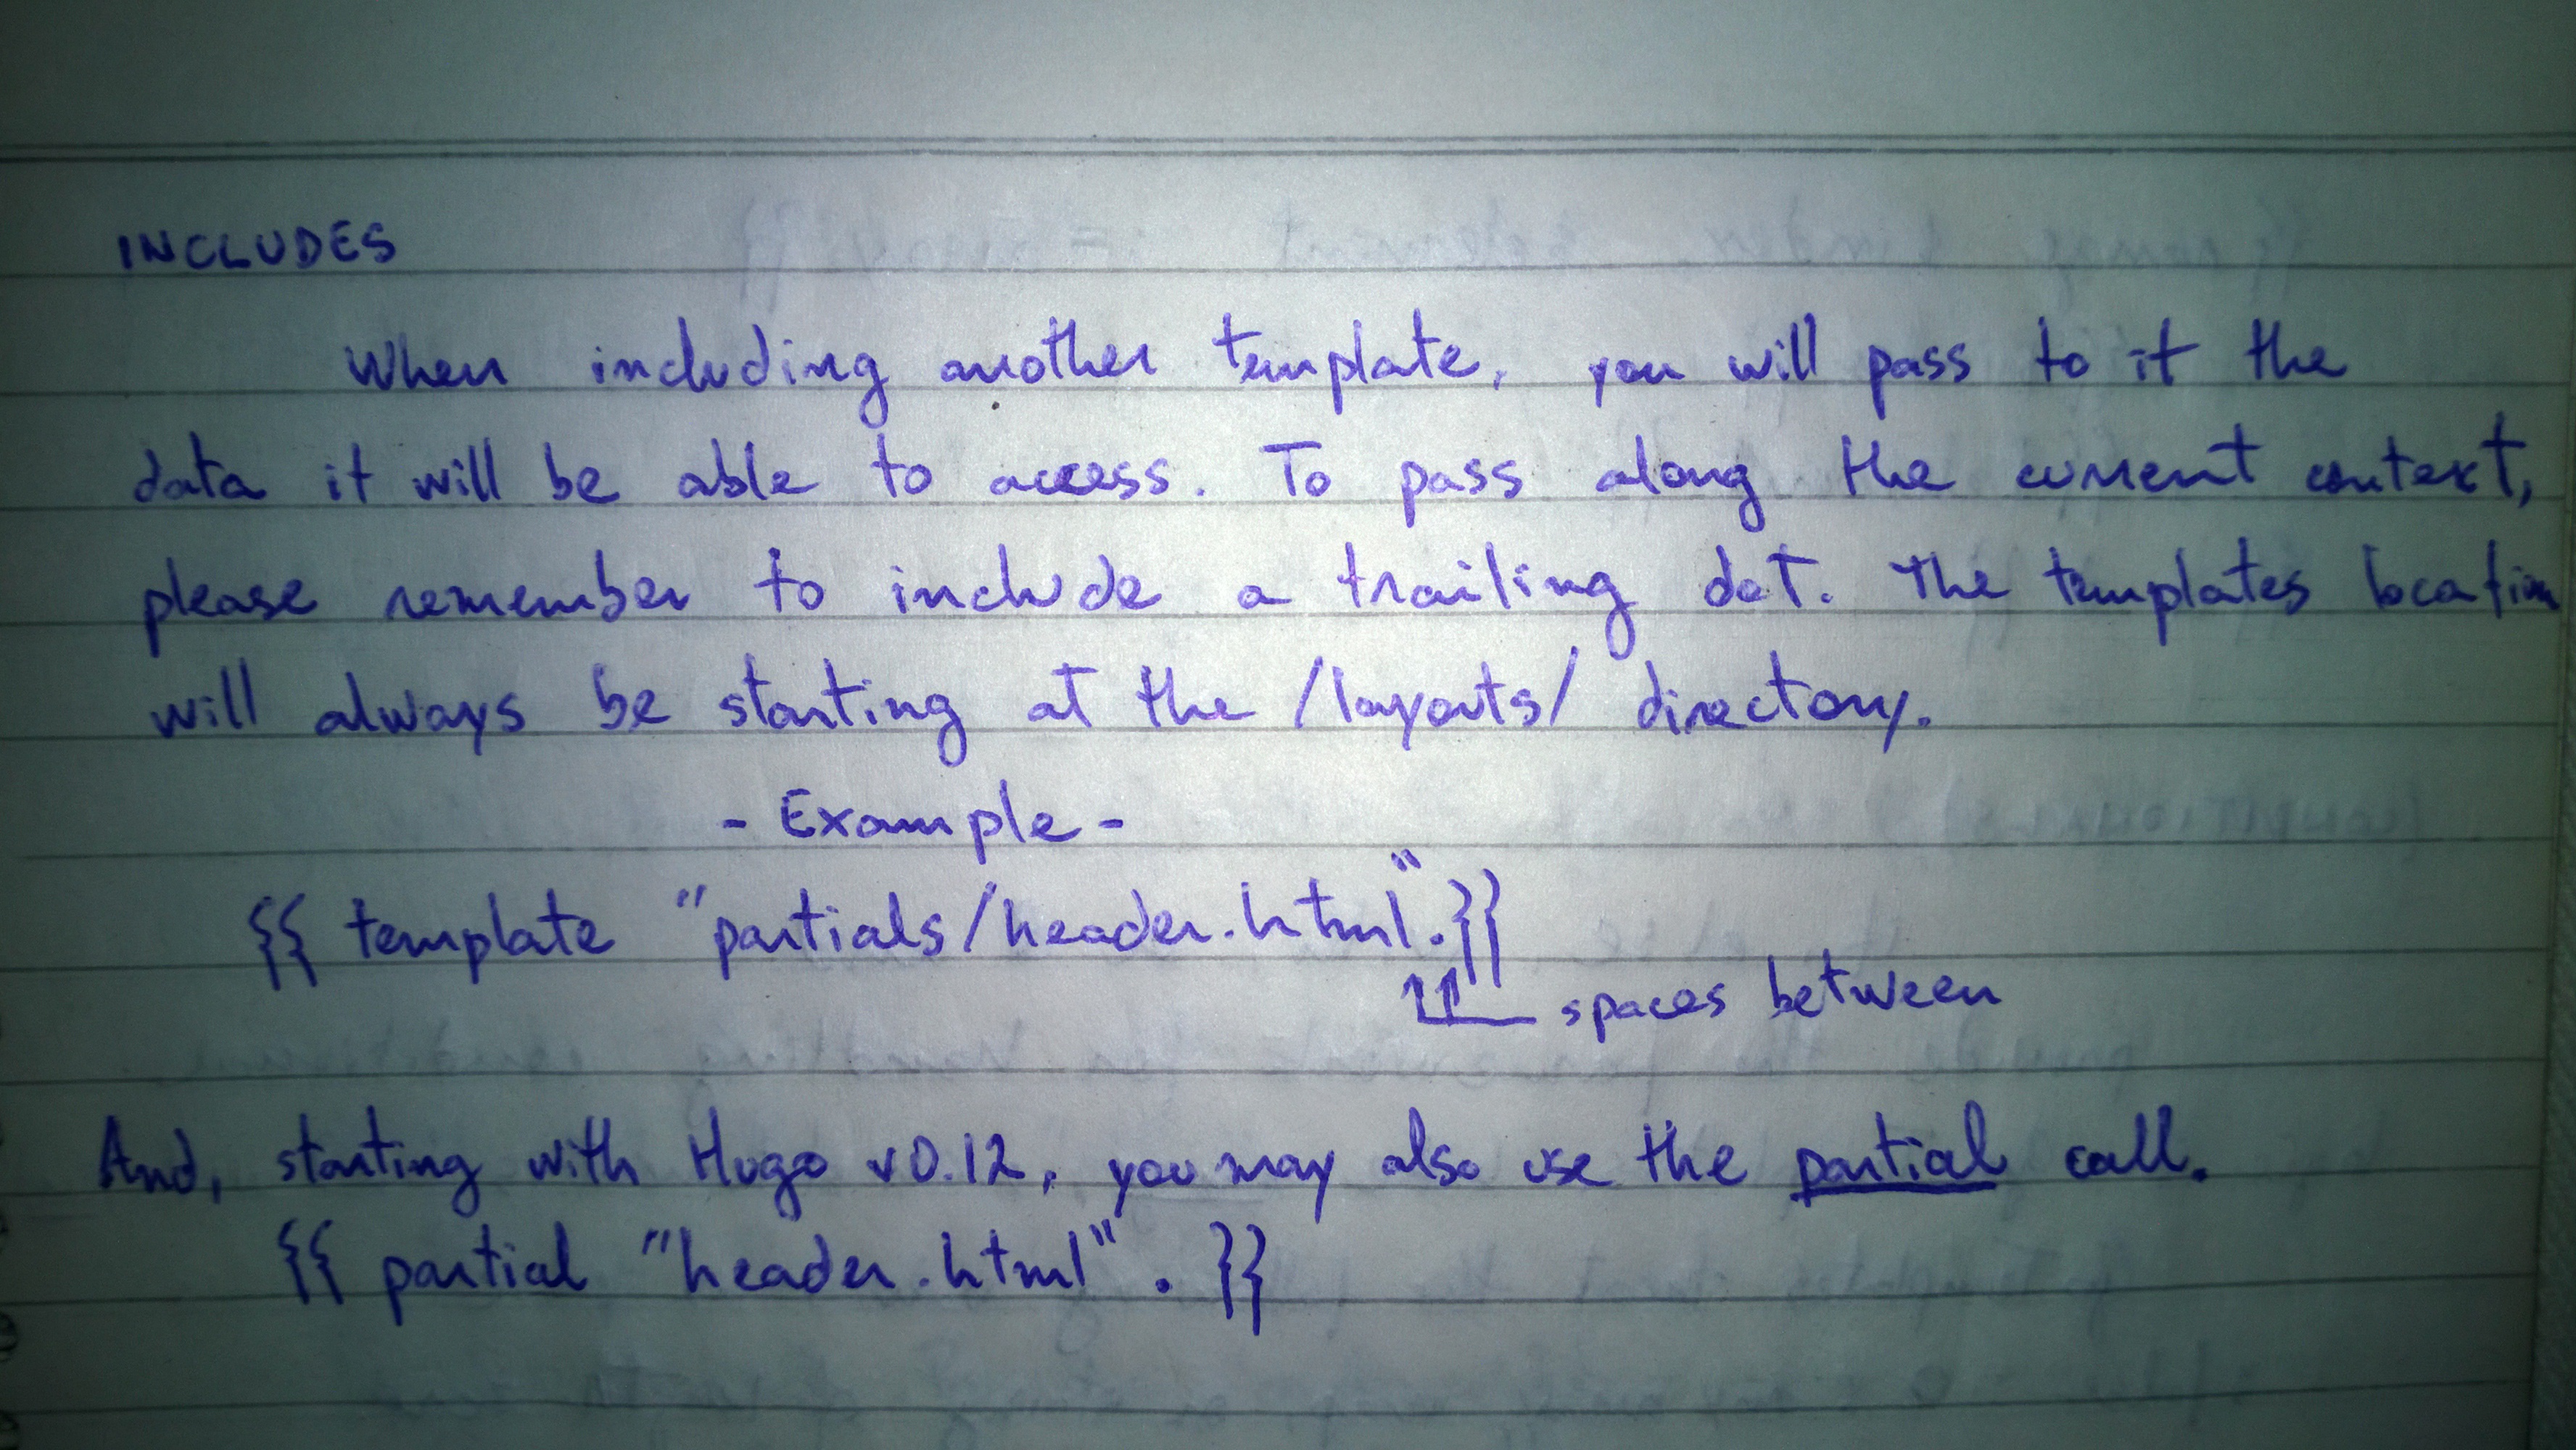 INCLUDES
When including another template, you will pass to it the
data it will be able to access. To pass along the current context,
please remember to include a trailing dot. The templates location
will always be starting at the /layouts/ directory.
- Example -
{{ template "partials/header.html".}}
spaces between
And, starting with Hugo v0.12, you may also use the partial call.
{{ partial "header.html" . }}